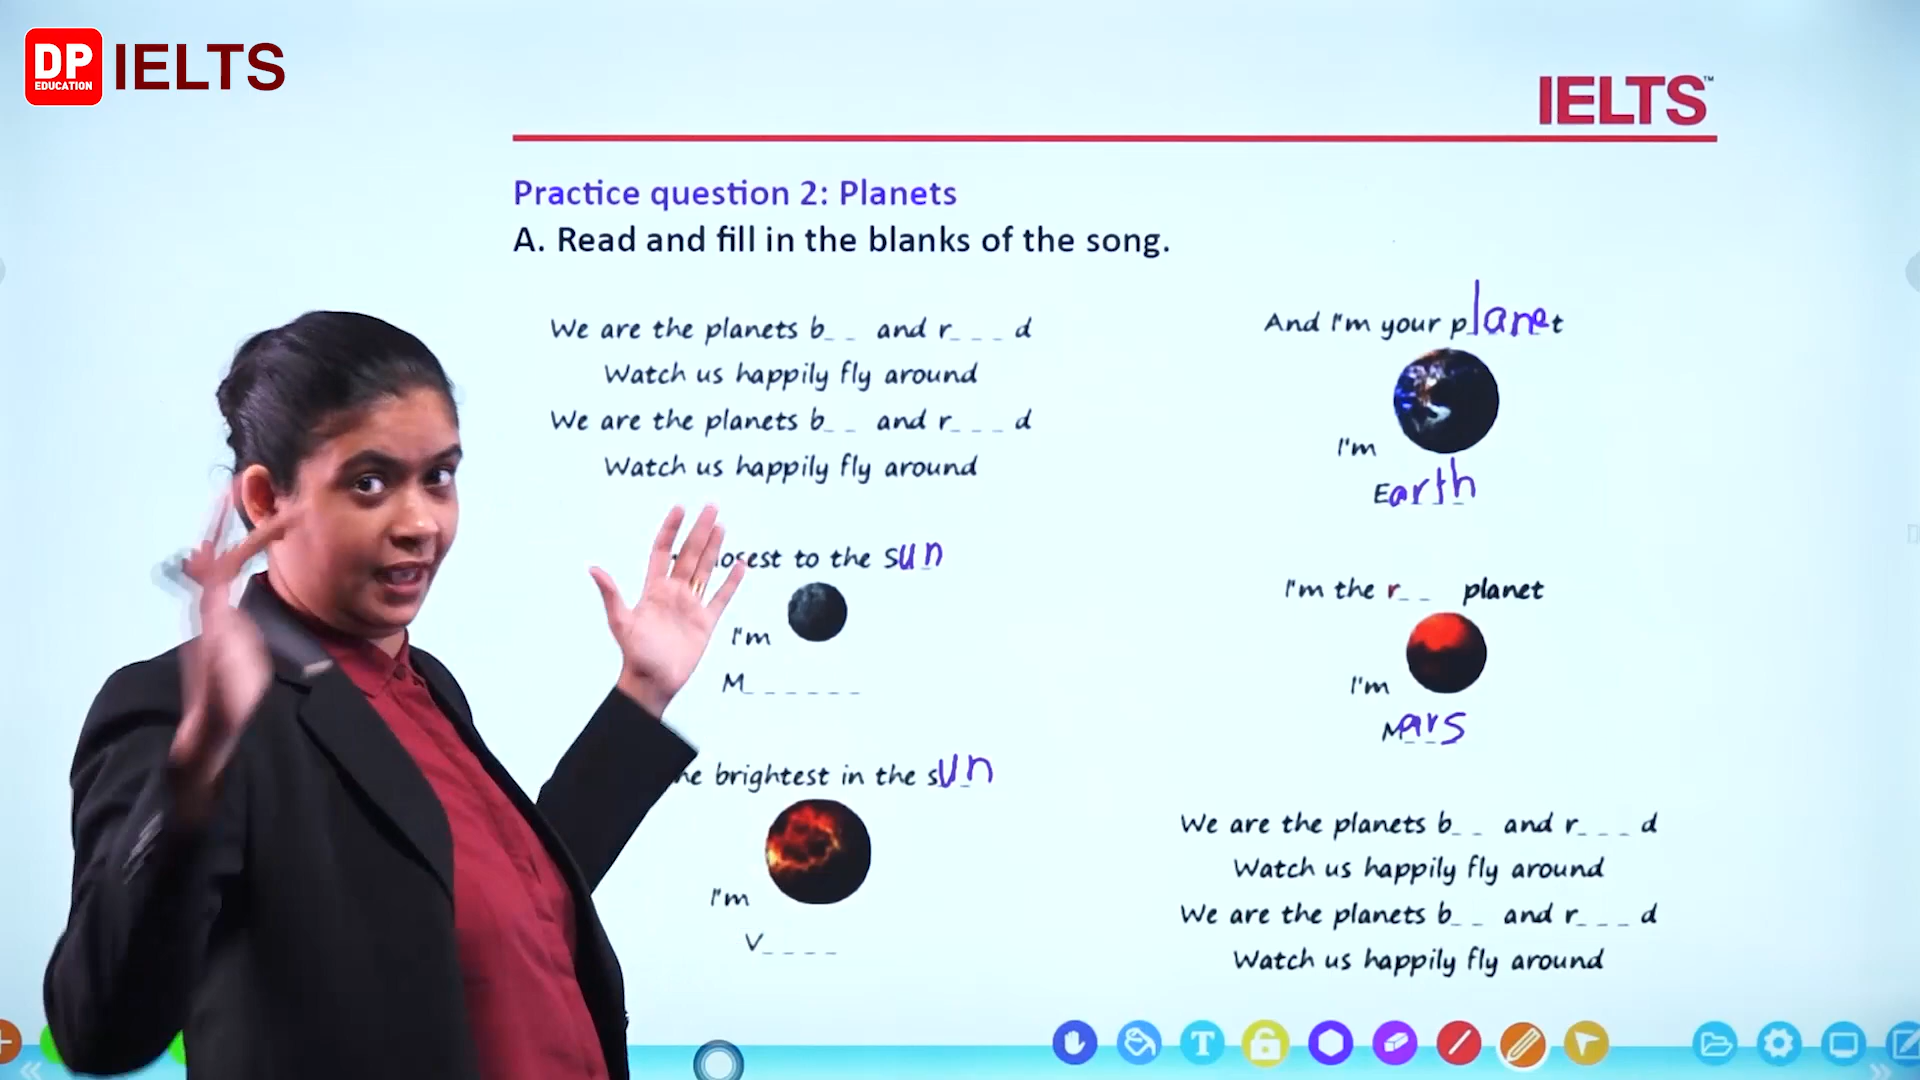 DP EDUCATION IELTS
IELTS™
Practice question 2: Planets
A. Read and fill in the blanks of the song.
We are the planets b_ _ and r_ _ _ d
Watch us happily fly around
We are the planets b_ _ and r_ _ _ d
Watch us happily fly around
losest to the sun
I'm
M_ _ _ _ _ _
he brightest in the sun
I'm
V_ _ _ _
And I'm your planet
I'm
Earth
I'm the r_ _ planet
I'm
Mars
We are the planets b_ _ and r_ _ _ d
Watch us happily fly around
We are the planets b_ _ and r_ _ _ d
Watch us happily fly around